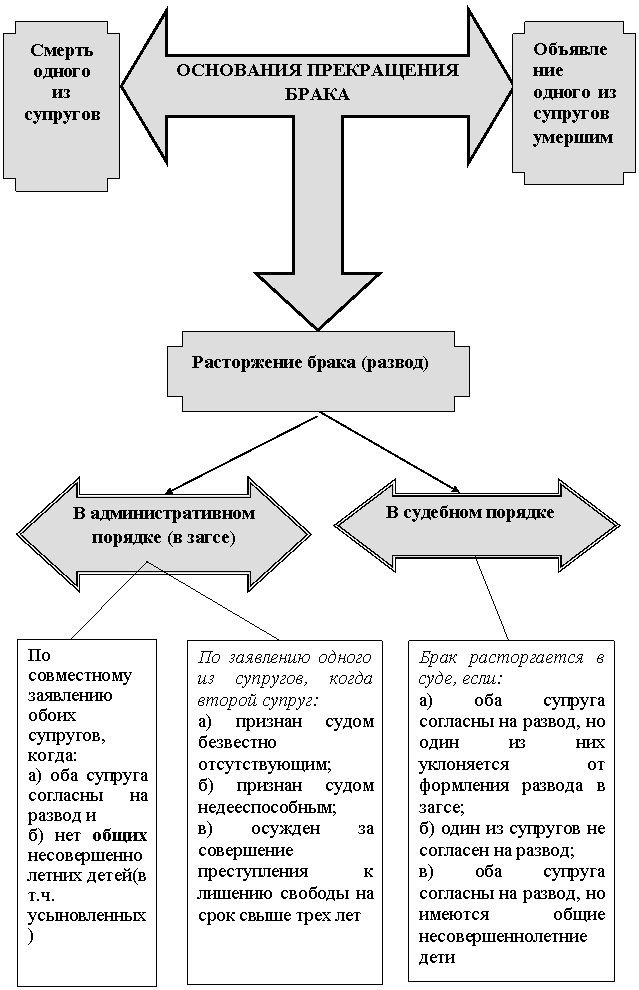 Смерть
одного
из
супругов
ОСНОВАНИЯ ПРЕКРАЩЕНИЯ
БРАКА
Объявле
ние
одного из
супругов
умершим
Расторжение брака (развод)
В административном
порядке (в загсе)
В судебном порядке
По
совместному
заявлению
обоих
супругов,
когда:
а) оба супруга
согласны на
развод и
б) нет общих
несовершенно
летних детей(в
т.ч.
усыновленных
)
По заявлению одного
из супругов, когда
второй супруг:
а) признан судом
безвестно
отсутствующим;
б) признан судом
недееспособным;
в) осужден за
совершение
преступления к
лишению свободы на
срок свыше трех лет
Брак расторгается в
суде, если:
а) оба супруга
согласны на развод, но
один из них
уклоняется от
формления развода в
загсе;
б) один из супругов не
согласен на развод;
в) оба супруга
согласны на развод, но
имеются общие
несовершеннолетние
дети